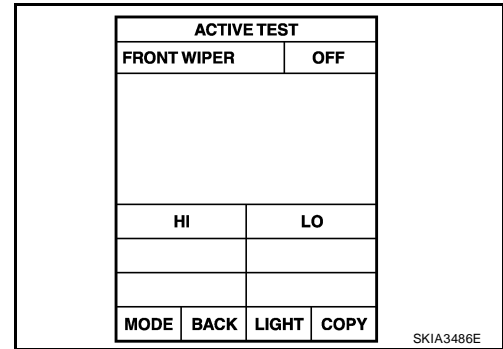 ACTIVE TEST
FRONT WIPER OFF
HI LO
MODE BACK LIGHT COPY
SKIA3486E